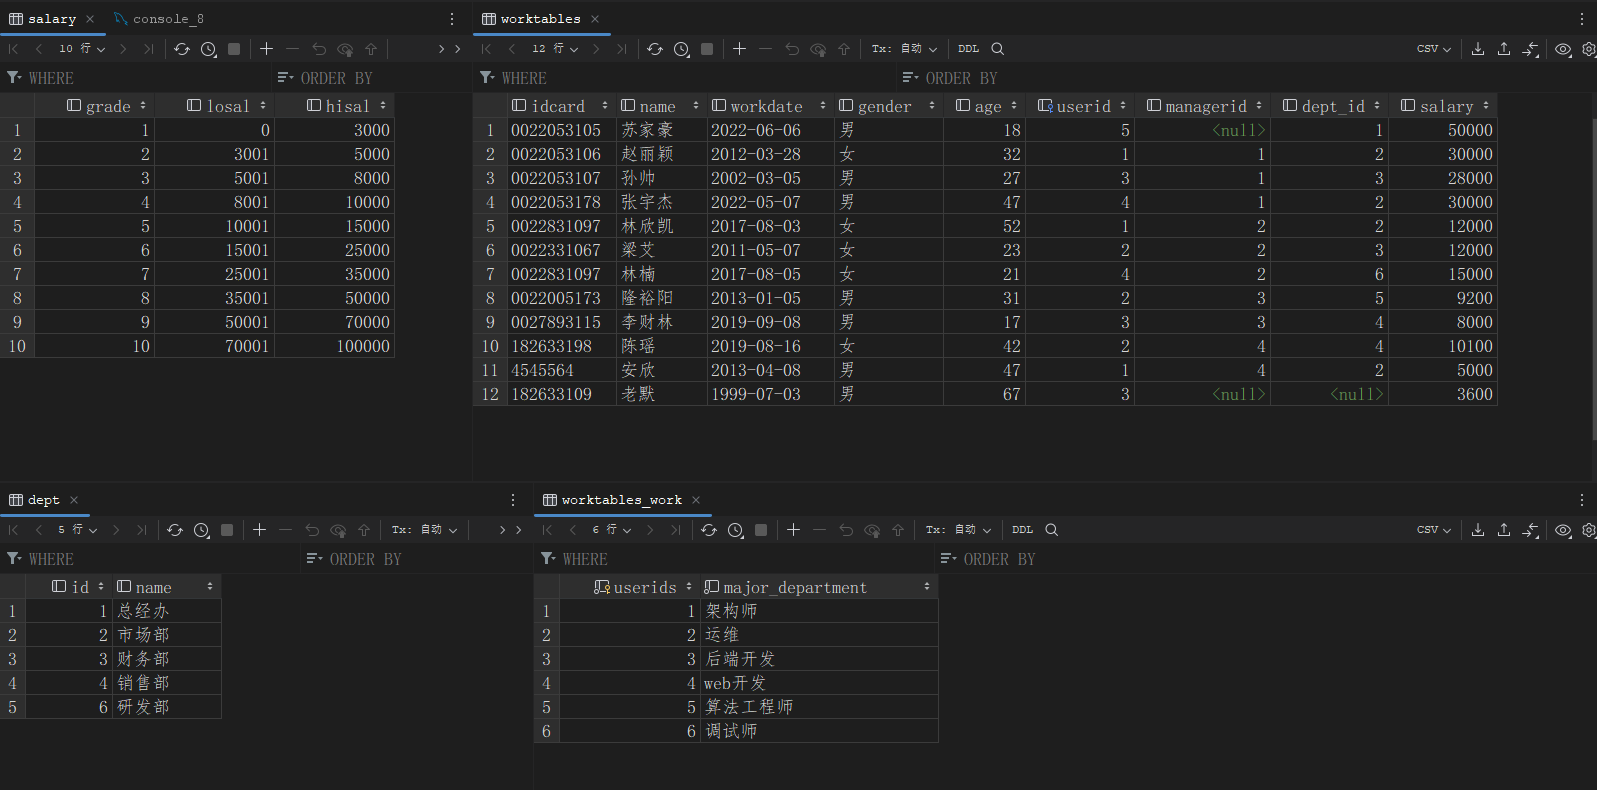 salary console_8
10 行
WHERE ORDER BY
grade losal hisal
1 1 0 3000
2 2 3001 5000
3 3 5001 8000
4 4 8001 10000
5 5 10001 15000
6 6 15001 25000
7 7 25001 35000
8 8 35001 50000
9 9 50001 70000
10 10 70001 100000
worktables
12 行 Tx: 自动 DDL CSV
WHERE ORDER BY
idcard name workdate gender age userid managerid dept_id salary
1 0022053105 苏家豪 2022-06-06 男 18 5 <null> 1 50000
2 0022053106 赵丽颖 2012-03-28 女 32 1 1 2 30000
3 0022053107 孙帅 2002-03-05 男 27 3 1 3 28000
4 0022053178 张宇杰 2022-05-07 男 47 4 1 2 30000
5 0022831097 林欣凯 2017-08-03 女 52 1 2 2 12000
6 0022331067 梁艾 2011-05-07 女 23 2 2 3 12000
7 0022831097 林楠 2017-08-05 女 21 4 2 6 15000
8 0022005173 隆裕阳 2013-01-05 男 31 2 3 5 9200
9 0027893115 李财林 2019-09-08 男 17 3 3 4 8000
10 182633198 陈瑶 2019-08-16 女 42 2 4 4 10100
11 4545564 安欣 2013-04-08 男 47 1 4 2 5000
12 182633109 老默 1999-07-03 男 67 3 <null> <null> 3600
dept
5 行 Tx: 自动
WHERE ORDER BY
id name
1 1 总经办
2 2 市场部
3 3 财务部
4 4 销售部
5 6 研发部
worktables_work
6 行 Tx: 自动 DDL CSV
WHERE ORDER BY
userids major_department
1 1 架构师
2 2 运维
3 3 后端开发
4 4 web开发
5 5 算法工程师
6 6 调试师